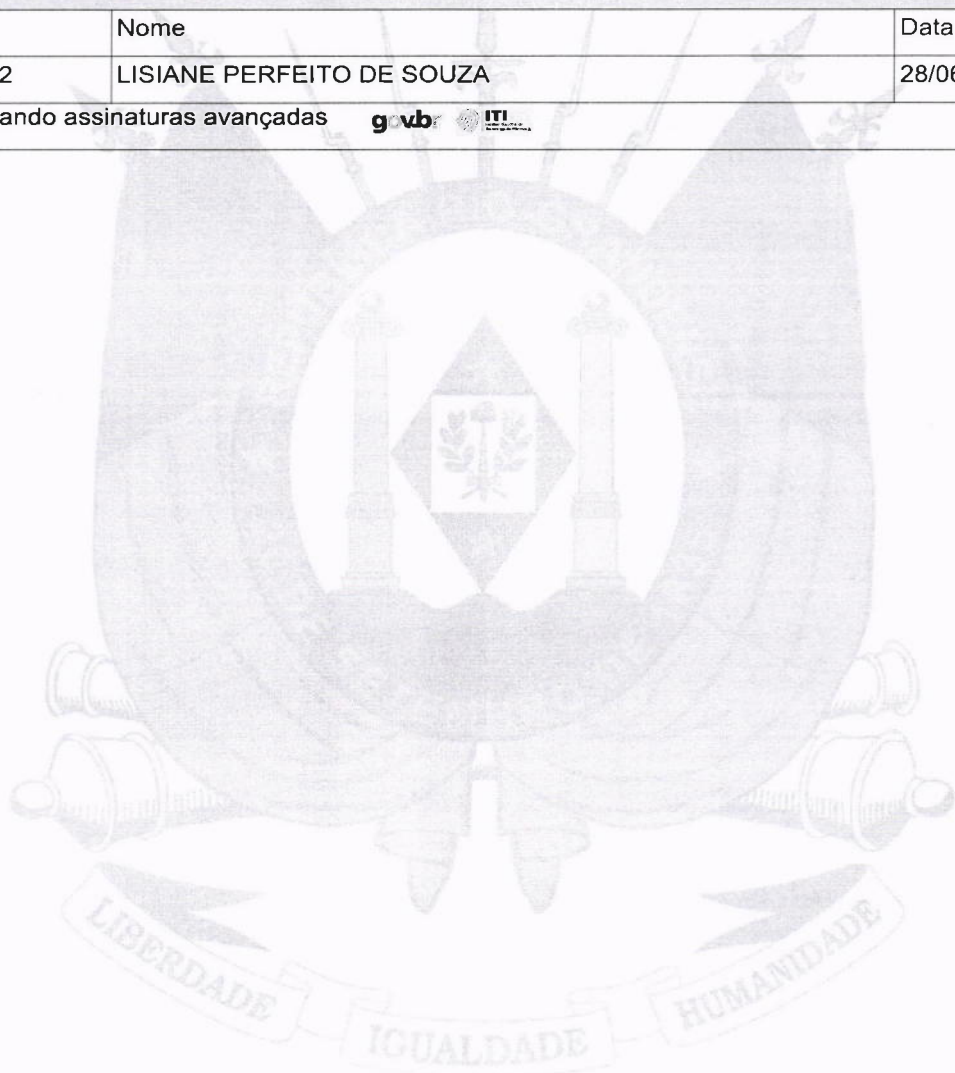 Nome Data
2 LISIANE PERFEITO DE SOUZA 28/06
ando assinaturas avançadas gov.br ITI
LIBERDADE IGUALDADE HUMANIDADE